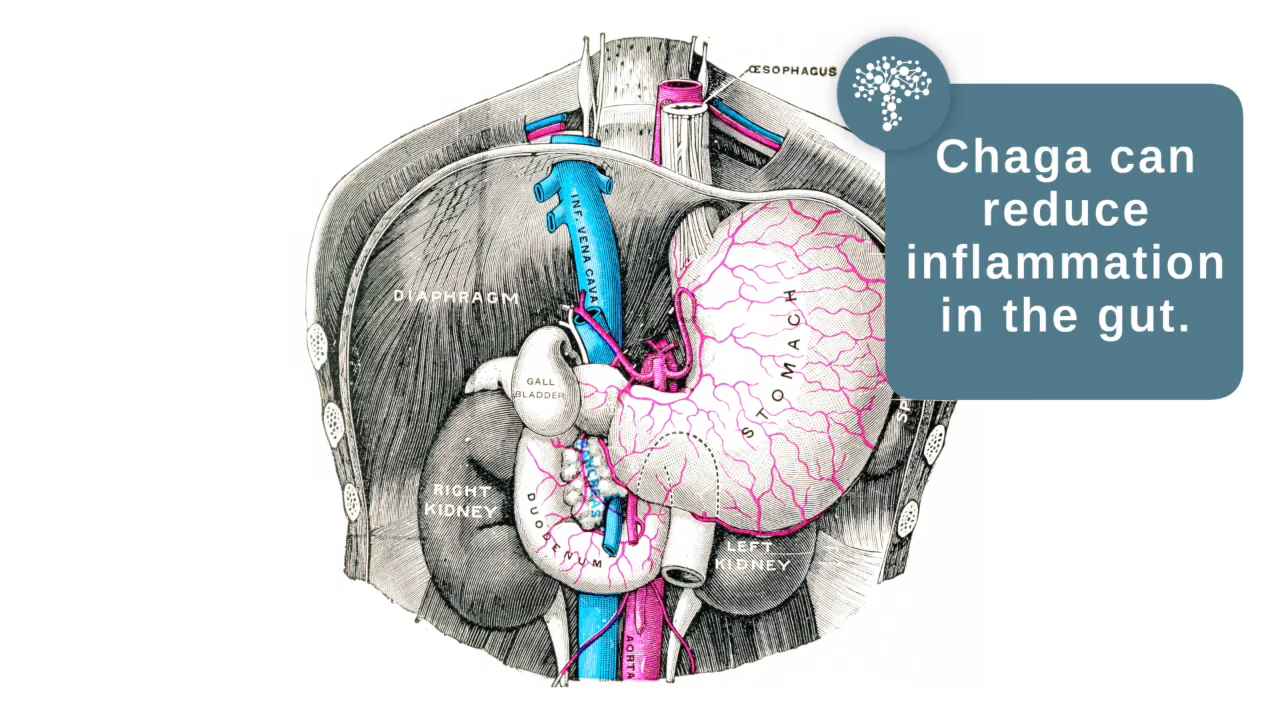 ŒSOPHAGUS
Chaga can
reduce
inflammation
in the gut.
INF. VENA CAVA
DIAPHRAGM
STOMACH
GALL
BLADDER
PANCREAS
RIGHT
KIDNEY
DUODENUM
LEFT
KIDNEY
AORTA